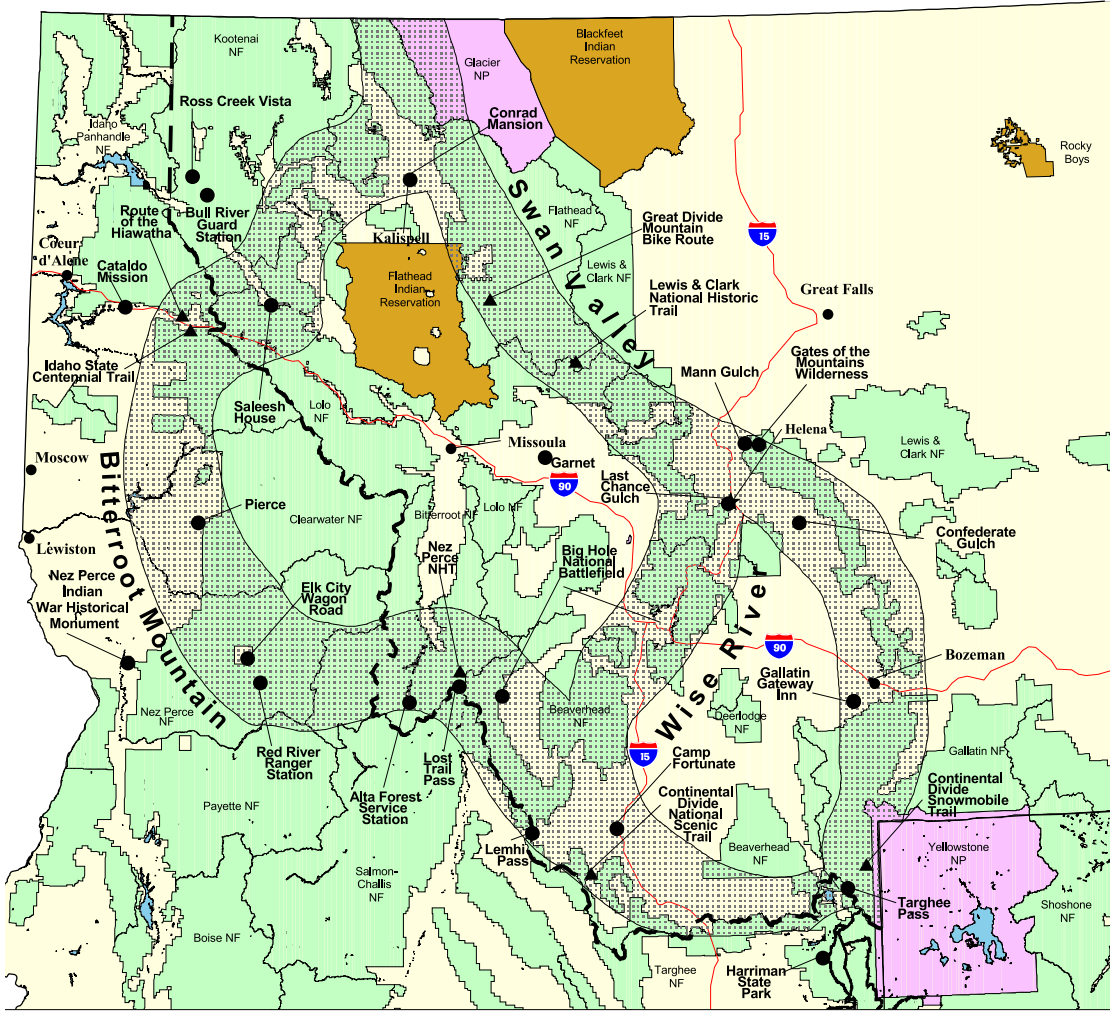 Kootenai
NF
Blackfeet
Indian
Reservation
Glacier
NP
Ross Creek Vista
Conrad
Mansion
Idaho
Panhandle
NF
Rocky
Boys
Swan Valley
Route
of the
Hiawatha
Bull River
Guard
Station
Flathead
NF
Great Divide
Mountain
Bike Route
15
Cœur
d'Alene
Kalispell
Cataldo
Mission
Flathead
Indian
Reservation
Lewis &
Clark NF
Lewis & Clark
National Historic
Trail
Great Falls
Gates of the
Mountains
Wilderness
Mann Gulch
Idaho State
Centennial Trail
Saleesh
House
Lolo
NF
Helena
Missoula
Garnet
Lewis &
Clark NF
Moscow
Bitterroot Mountain
90
Last
Chance
Gulch
Pierce
Clearwater NF
Bitterroot NF
Lolo NF
Confederate
Gulch
Lewiston
Nez
Perce
NHT
Big Hole
National
Battlefield
Nez Perce
Indian
War Historical
Monument
Elk City
Wagon
Road
Wise River
90
Bozeman
Gallatin
Gateway
Inn
Nez Perce
NF
Beaverhead
NF
Deerlodge
NF
Red River
Ranger
Station
Lost
Trail
Pass
15
Camp
Fortunate
Gallatin NF
Continental
Divide
Snowmobile
Trail
Payette NF
Alta Forest
Service
Station
Continental
Divide
National
Scenic
Trail
Lemhi
Pass
Beaverhead
NF
Yellowstone
NP
Salmon-
Challis
NF
Targhee
Pass
Shoshone
NF
Boise NF
Targhee
NF
Harriman
State
Park